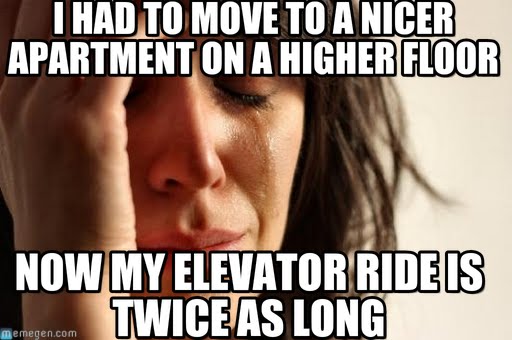 I HAD TO MOVE TO A NICER
APARTMENT ON A HIGHER FLOOR
NOW MY ELEVATOR RIDE IS
TWICE AS LONG
memegen.com